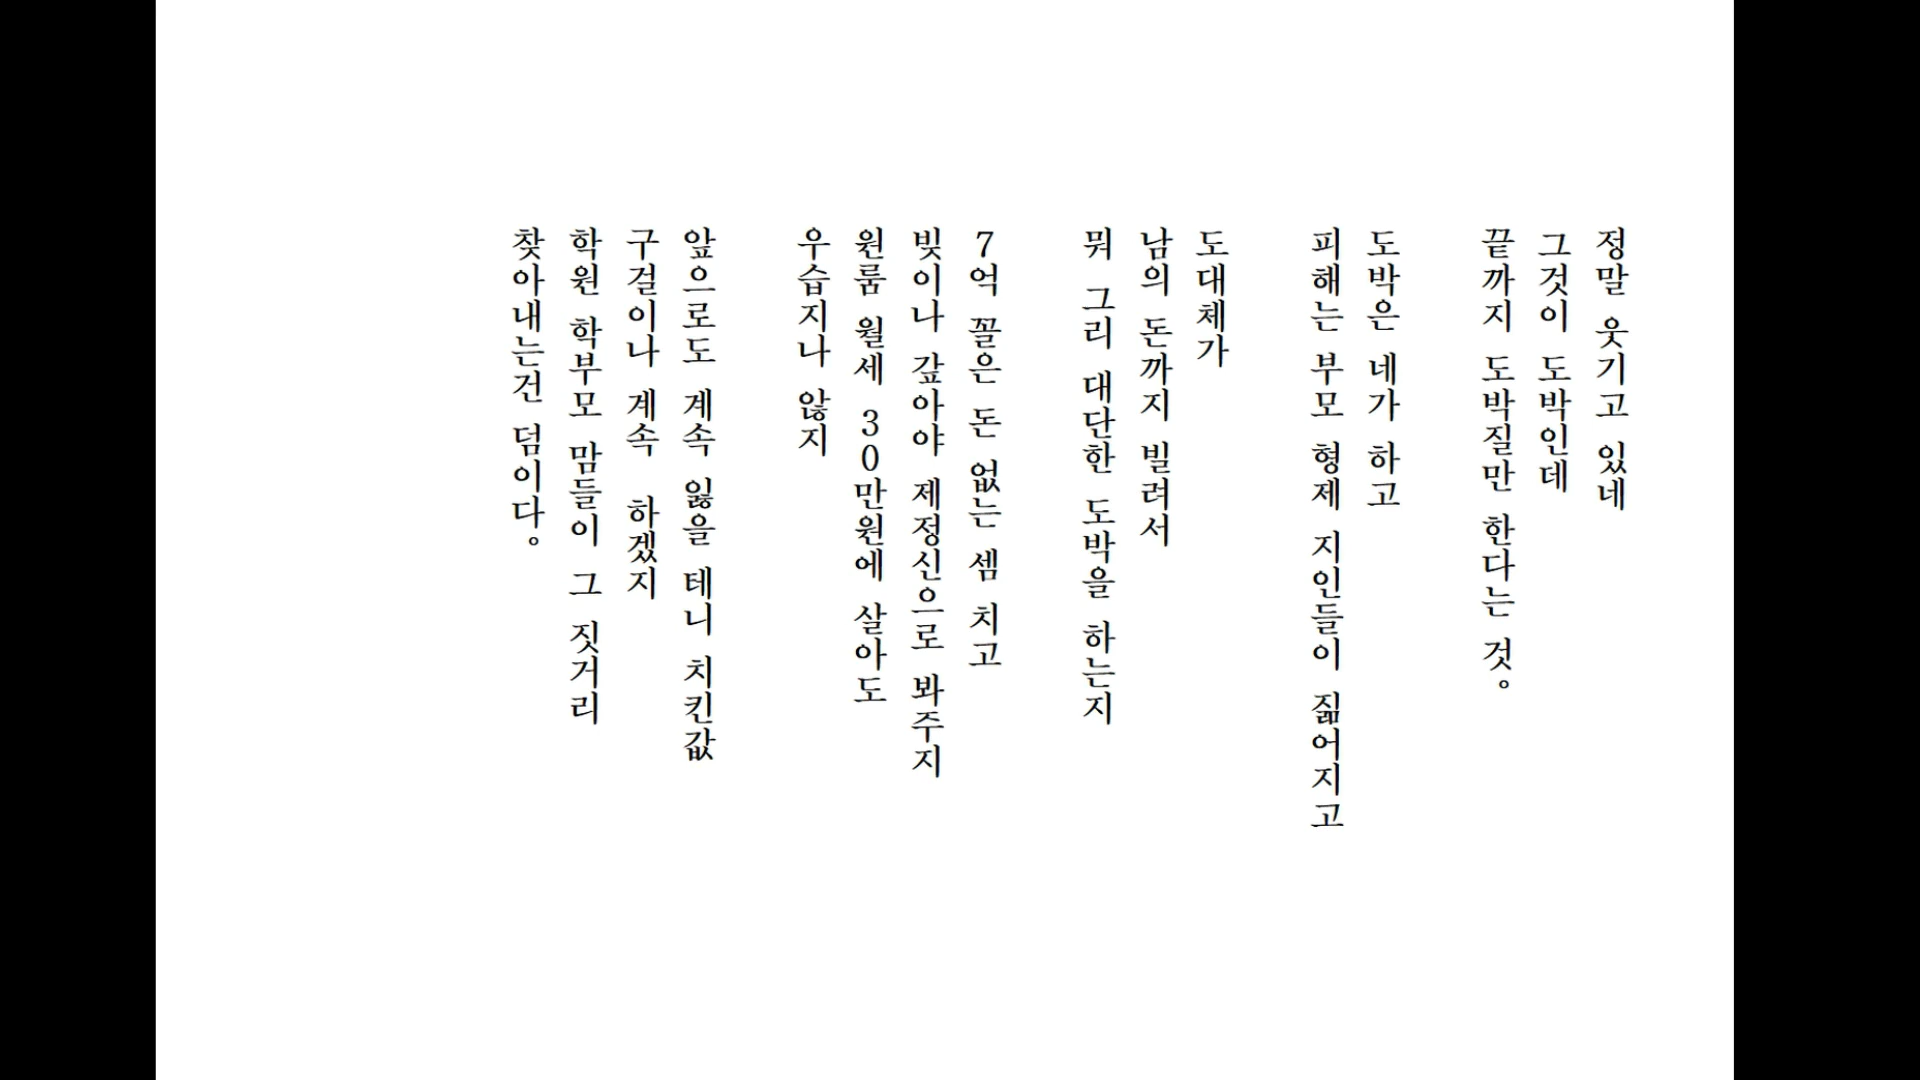 정말 웃기고 있네
그것이 도박인데
끝까지 도박질만 한다는 것。
도박은 네가 하고
피해는 부모 형제 지인들이 짊어지고
도대체가
남의 돈까지 빌려서
뭐 그리 대단한 도박을 하는지
7억 꼴은 돈 없는 셈 치고
빚이나 갚아야 제정신으로 봐주지
원룸 월세 30만원에 살아도
우습지나 않지
앞으로도 계속 잃을 테니 치킨값
구걸이나 계속 하겠지
학원 학부모 맘들이 그 짓거리
찾아내는건 덤이다。